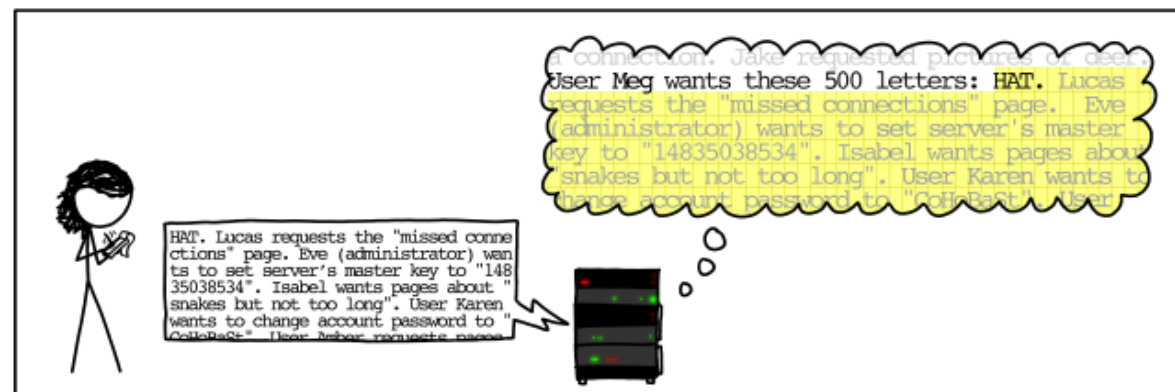 a connection. Jake requested pictures of deer.
User Meg wants these 500 letters: HAT. Lucas
requests the "missed connections" page. Eve
(administrator) wants to set server's master
key to "14835038534". Isabel wants pages about
"snakes but not too long". User Karen wants to
change account password to "CoHoBaSt". User
HAT. Lucas requests the "missed conne
ctions" page. Eve (administrator) wan
ts to set server's master key to "148
35038534". Isabel wants pages about "
snakes but not too long". User Karen
wants to change account password to "
CoHoBaSt". User Amber requests pages